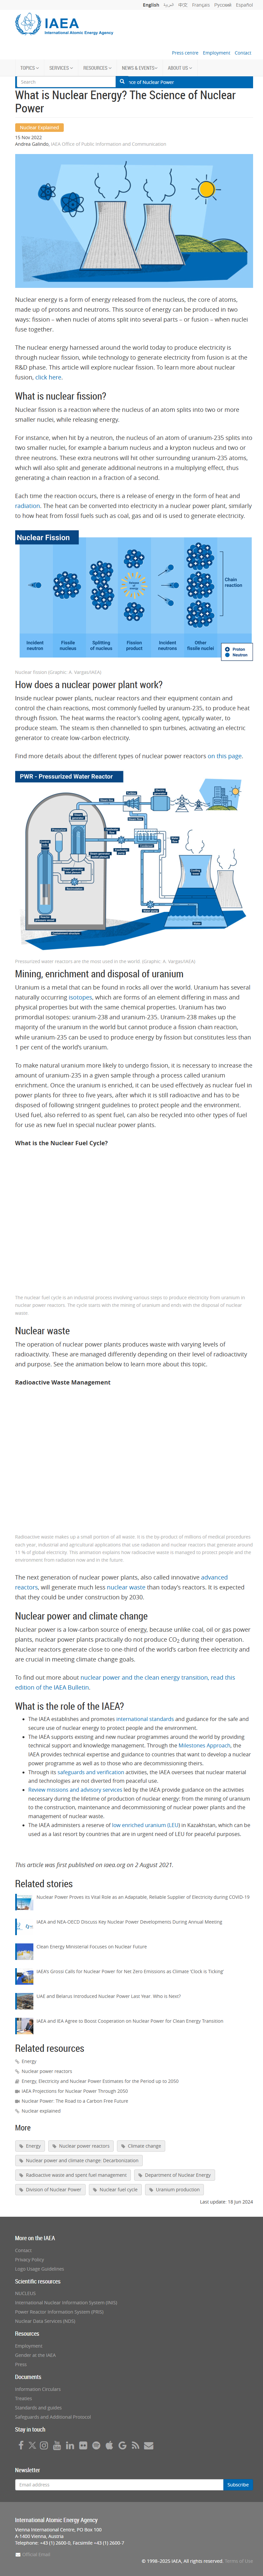 English العربية 中文 Français Русский Español
IAEA
International Atomic Energy Agency
Press centre Employment Contact
TOPICS SERVICES RESOURCES NEWS & EVENTS ABOUT US
Search
nce of Nuclear Power
What is Nuclear Energy? The Science of Nuclear
Power
Nuclear Explained
15 Nov 2022
Andrea Galindo, IAEA Office of Public Information and Communication
Nuclear energy is a form of energy released from the nucleus, the core of atoms,
made up of protons and neutrons. This source of energy can be produced in two
ways: fission – when nuclei of atoms split into several parts – or fusion – when nuclei
fuse together.
The nuclear energy harnessed around the world today to produce electricity is
through nuclear fission, while technology to generate electricity from fusion is at the
R&D phase. This article will explore nuclear fission. To learn more about nuclear
fusion, click here.
What is nuclear fission?
Nuclear fission is a reaction where the nucleus of an atom splits into two or more
smaller nuclei, while releasing energy.
For instance, when hit by a neutron, the nucleus of an atom of uranium-235 splits into
two smaller nuclei, for example a barium nucleus and a krypton nucleus and two or
three neutrons. These extra neutrons will hit other surrounding uranium-235 atoms,
which will also split and generate additional neutrons in a multiplying effect, thus
generating a chain reaction in a fraction of a second.
Each time the reaction occurs, there is a release of energy in the form of heat and
radiation. The heat can be converted into electricity in a nuclear power plant, similarly
to how heat from fossil fuels such as coal, gas and oil is used to generate electricity.
Nuclear Fission
Chain
reaction
Incident
neutron
Fissile
nucleus
Splitting
of nucleus
Fission
product
Incident
neutrons
Other
fissile nuclei
Proton
Neutron
Nuclear fission (Graphic: A. Vargas/IAEA)
How does a nuclear power plant work?
Inside nuclear power plants, nuclear reactors and their equipment contain and
control the chain reactions, most commonly fuelled by uranium-235, to produce heat
through fission. The heat warms the reactor's cooling agent, typically water, to
produce steam. The steam is then channelled to spin turbines, activating an electric
generator to create low-carbon electricity.
Find more details about the different types of nuclear power reactors on this page.
PWR - Pressurized Water Reactor
Pressurized water reactors are the most used in the world. (Graphic: A. Vargas/IAEA)
Mining, enrichment and disposal of uranium
Uranium is a metal that can be found in rocks all over the world. Uranium has several
naturally occurring isotopes, which are forms of an element differing in mass and
physical properties but with the same chemical properties. Uranium has two
primordial isotopes: uranium-238 and uranium-235. Uranium-238 makes up the
majority of the uranium in the world but cannot produce a fission chain reaction,
while uranium-235 can be used to produce energy by fission but constitutes less than
1 per cent of the world's uranium.
To make natural uranium more likely to undergo fission, it is necessary to increase the
amount of uranium-235 in a given sample through a process called uranium
enrichment. Once the uranium is enriched, it can be used effectively as nuclear fuel in
power plants for three to five years, after which it is still radioactive and has to be
disposed of following stringent guidelines to protect people and the environment.
Used fuel, also referred to as spent fuel, can also be recycled into other types of fuel
for use as new fuel in special nuclear power plants.
What is the Nuclear Fuel Cycle?
The nuclear fuel cycle is an industrial process involving various steps to produce electricity from uranium in
nuclear power reactors. The cycle starts with the mining of uranium and ends with the disposal of nuclear
waste.
Nuclear waste
The operation of nuclear power plants produces waste with varying levels of
radioactivity. These are managed differently depending on their level of radioactivity
and purpose. See the animation below to learn more about this topic.
Radioactive Waste Management
Radioactive waste makes up a small portion of all waste. It is the by-product of millions of medical procedures
each year, industrial and agricultural applications that use radiation and nuclear reactors that generate around
11 % of global electricity. This animation explains how radioactive waste is managed to protect people and the
environment from radiation now and in the future.
The next generation of nuclear power plants, also called innovative advanced
reactors, will generate much less nuclear waste than today's reactors. It is expected
that they could be under construction by 2030.
Nuclear power and climate change
Nuclear power is a low-carbon source of energy, because unlike coal, oil or gas power
plants, nuclear power plants practically do not produce CO2 during their operation.
Nuclear reactors generate close to one-third of the world's carbon free electricity and
are crucial in meeting climate change goals.
To find out more about nuclear power and the clean energy transition, read this
edition of the IAEA Bulletin.
What is the role of the IAEA?
The IAEA establishes and promotes international standards and guidance for the safe and
secure use of nuclear energy to protect people and the environment.
The IAEA supports existing and new nuclear programmes around the world by providing
technical support and knowledge management. Through the Milestones Approach, the
IAEA provides technical expertise and guidance to countries that want to develop a
nuclear power programme as well as to those who are decommissioning theirs.
Through its safeguards and verification activities, the IAEA oversees that nuclear material
and technologies are not diverted from peaceful use.
Review missions and advisory services led by the IAEA provide guidance on the activities
necessary during the lifetime of production of nuclear energy: from the mining of uranium
to the construction, maintenance and decommissioning of nuclear power plants and the
management of nuclear waste.
The IAEA administers a reserve of low enriched uranium (LEU) in Kazakhstan, which can be
used as a last resort by countries that are in urgent need of LEU for peaceful purposes.
This article was first published on iaea.org on 2 August 2021.
Related stories
Nuclear Power Proves its Vital Role as an Adaptable, Reliable Supplier of Electricity during COVID-19
IAEA and NEA-OECD Discuss Key Nuclear Power Developments During Annual Meeting
Clean Energy Ministerial Focuses on Nuclear Future
IAEA's Grossi Calls for Nuclear Power for Net Zero Emissions as Climate 'Clock is Ticking'
UAE and Belarus Introduced Nuclear Power Last Year. Who is Next?
IAEA and IEA Agree to Boost Cooperation on Nuclear Power for Clean Energy Transition
Related resources
Energy
Nuclear power reactors
Energy, Electricity and Nuclear Power Estimates for the Period up to 2050
IAEA Projections for Nuclear Power Through 2050
Nuclear Power: The Road to a Carbon Free Future
Nuclear explained
More
Energy Nuclear power reactors Climate change
Nuclear power and climate change: Decarbonization
Radioactive waste and spent fuel management Department of Nuclear Energy
Division of Nuclear Power Nuclear fuel cycle Uranium production
Last update: 18 Jun 2024
More on the IAEA
Contact
Privacy Policy
Logo Usage Guidelines
Scientific resources
NUCLEUS
International Nuclear Information System (INIS)
Power Reactor Information System (PRIS)
Nuclear Data Services (NDS)
Resources
Employment
Gender at the IAEA
Press
Documents
Information Circulars
Treaties
Standards and guides
Safeguards and Additional Protocol
Stay in touch
Newsletter
Email address
Subscribe
International Atomic Energy Agency
Vienna International Centre, PO Box 100
A-1400 Vienna, Austria
Telephone: +43 (1) 2600-0, Facsimile +43 (1) 2600-7
Official Email
© 1998–2025 IAEA, All rights reserved. Terms of Use